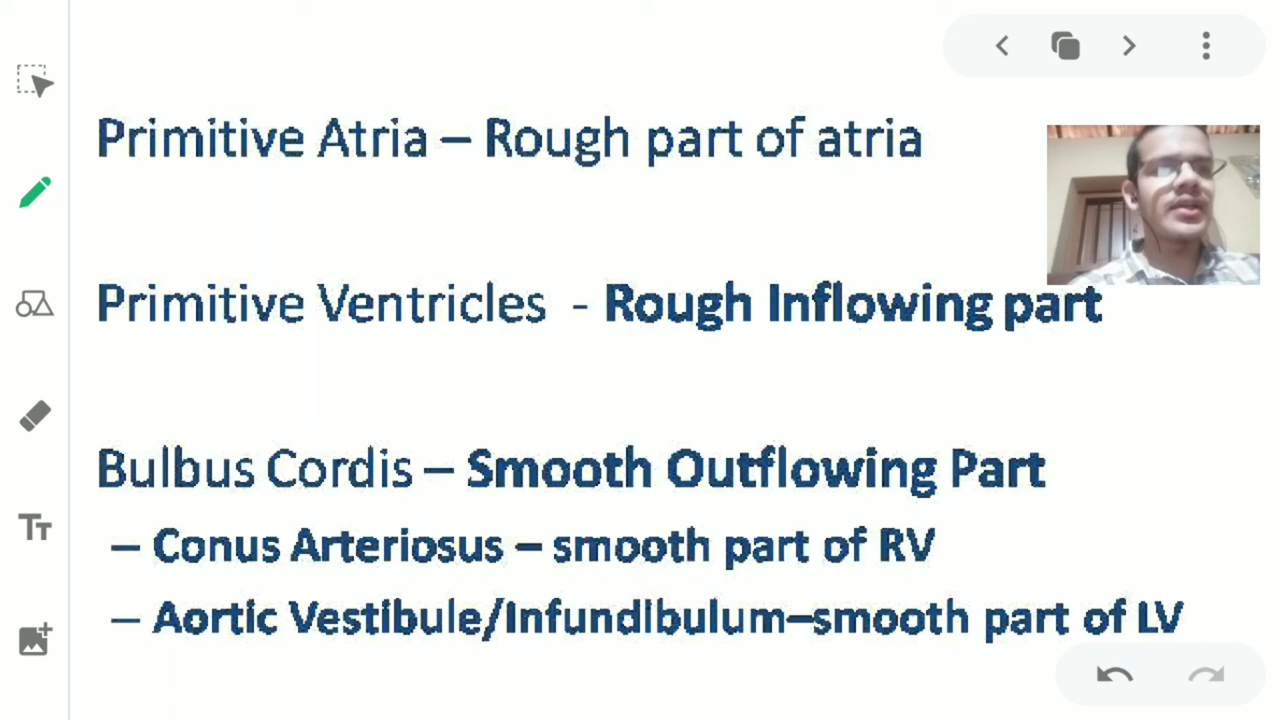 Primitive Atria – Rough part of atria
Primitive Ventricles - Rough Inflowing part
Bulbus Cordis – Smooth Outflowing Part
– Conus Arteriosus – smooth part of RV
– Aortic Vestibule/Infundibulum–smooth part of LV
TT